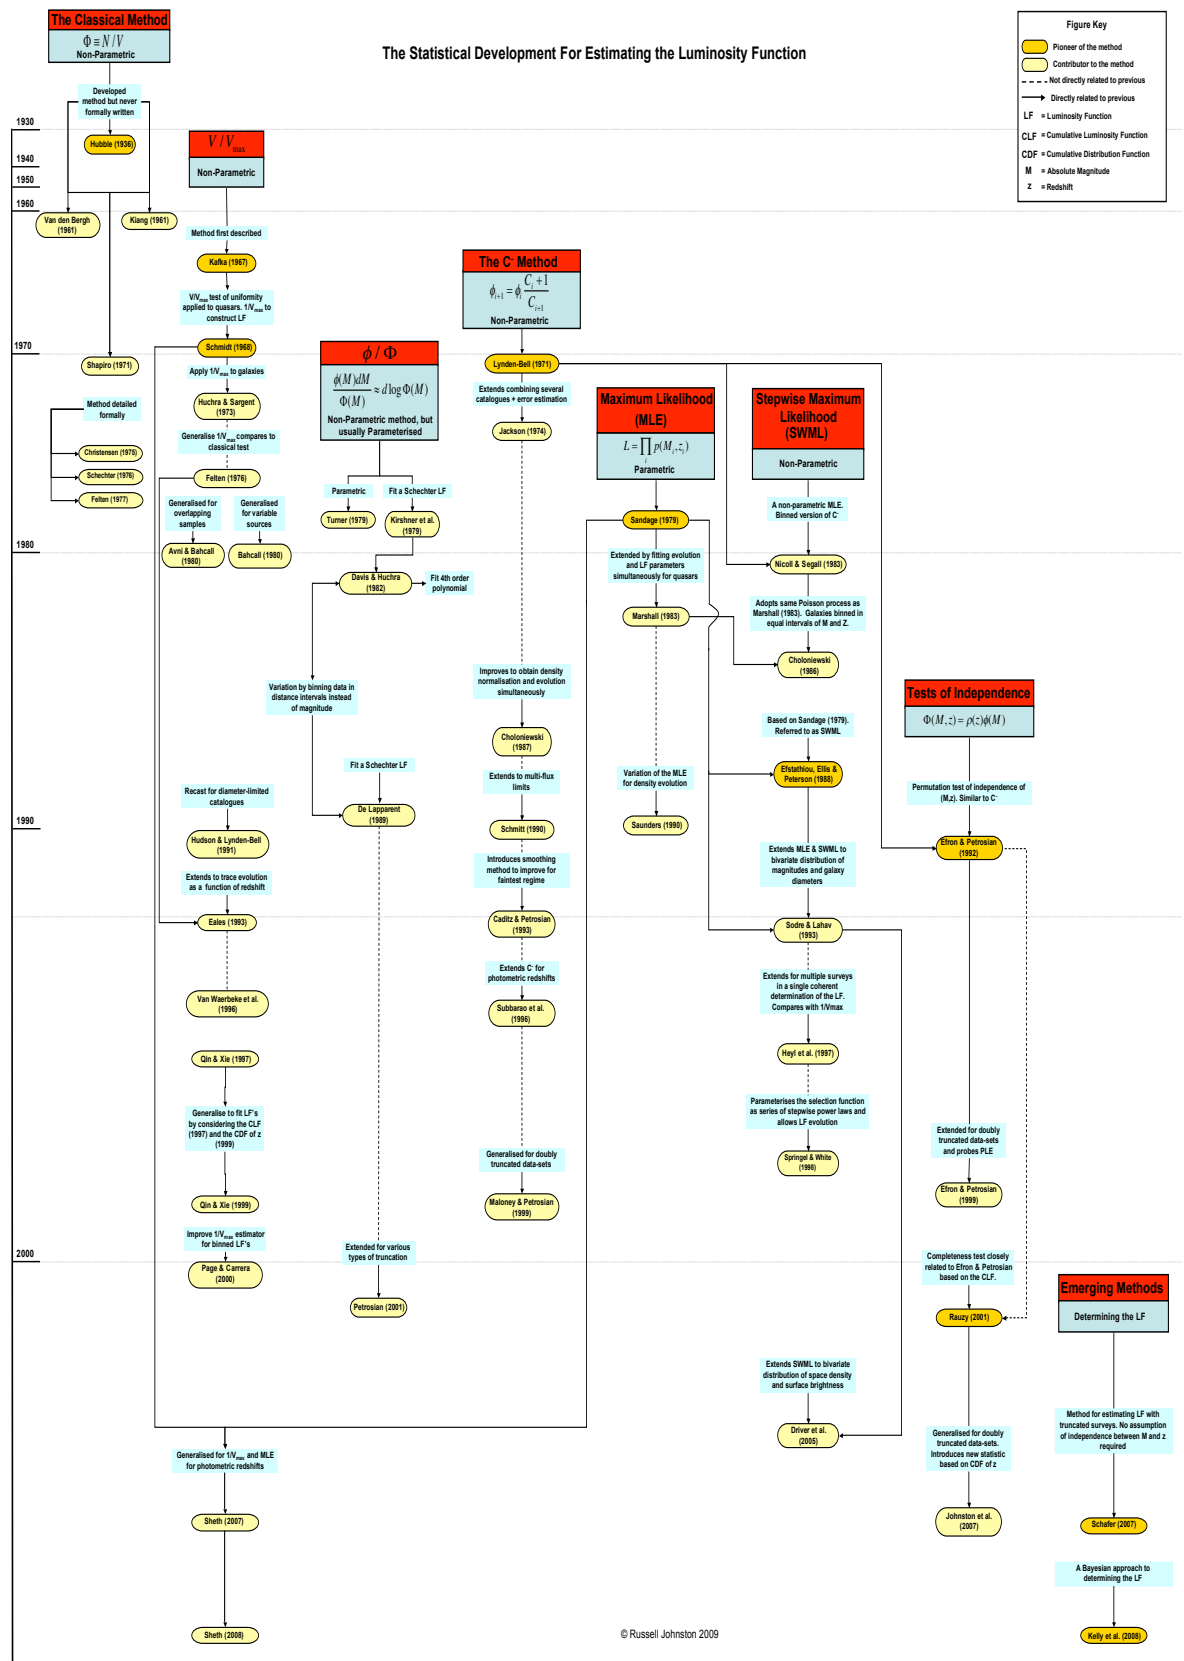 The Statistical Development For Estimating the Luminosity Function
Figure Key
Pioneer of the method
Contributor to the method
Not directly related to previous
Directly related to previous
LF = Luminosity Function
CLF = Cumulative Luminosity Function
CDF = Cumulative Distribution Function
M = Absolute Magnitude
z = Redshift
1930
1940
1950
1960
1970
1980
1990
2000
The Classical Method
Φ ≡ N / V
Non-Parametric
Developed
method but never
formally written
Hubble (1936)
Van den Bergh
(1961)
Kiang (1961)
Shapiro (1971)
Method detailed
formally
Christensen (1975)
Schechter (1976)
Felten (1977)
V / Vmax
Non-Parametric
Method first described
Kafka (1967)
V/Vmax test of uniformity
applied to quasars. 1/Vmax to
construct LF
Schmidt (1968)
Apply 1/Vmax to galaxies
Huchra & Sargent
(1973)
Generalise 1/Vmax compares to
classical test
Felten (1976)
Generalised for
overlapping
samples
Avni & Bahcall
(1980)
Generalised
for variable
sources
Bahcall (1980)
Recast for diameter-limited
catalogues
Hudson & Lynden-Bell
(1991)
Extends to trace evolution
as a function of redshift
Eales (1993)
Van Waerbeke et al.
(1996)
Qin & Xie (1997)
Generalise to fit LF's
by considering the CLF
(1997) and the CDF of z
(1999)
Qin & Xie (1999)
Improve 1/Vmax estimator
for binned LF's
Page & Carrera
(2000)
Generalised for 1/Vmax and MLE
for photometric redshifts
Sheth (2007)
Sheth (2008)
ϕ / Φ
ϕ(M)dM / Φ(M) ≈ d log Φ(M)
Non-Parametric method, but
usually Parameterised
Parametric
Turner (1979)
Fit a Schechter LF
Kirshner et al.
(1979)
Davis & Huchra
(1982)
Fit 4th order
polynomial
Variation by binning data in
distance intervals instead
of magnitude
Fit a Schechter LF
De Lapparent
(1989)
Extended for various
types of truncation
Petrosian (2001)
The C⁻ Method
ϕi+1 = ϕi (Ci + 1) / Ci+1
Non-Parametric
Lynden-Bell (1971)
Extends combining several
catalogues + error estimation
Jackson (1974)
Improves to obtain density
normalisation and evolution
simultaneously
Choloniewski
(1987)
Extends to multi-flux
limits
Schmitt (1990)
Introduces smoothing
method to improve for
faintest regime
Caditz & Petrosian
(1993)
Extends C⁻ for
photometric redshifts
Subbarao et al.
(1996)
Generalised for doubly
truncated data-sets
Maloney & Petrosian
(1999)
Maximum Likelihood
(MLE)
L = ∏i p(Mi, zi)
Parametric
Sandage (1979)
Extended by fitting evolution
and LF parameters
simultaneously for quasars
Marshall (1983)
Variation of the MLE
for density evolution
Saunders (1990)
Stepwise Maximum
Likelihood
(SWML)
Non-Parametric
A non-parametric MLE.
Binned version of C⁻
Nicoll & Segall (1983)
Adopts same Poisson process as
Marshall (1983). Galaxies binned in
equal intervals of M and Z.
Choloniewski
(1986)
Based on Sandage (1979).
Referred to as SWML
Efstathiou, Ellis &
Peterson (1988)
Extends MLE & SWML to
bivariate distribution of
magnitudes and galaxy
diameters
Sodre & Lahav
(1993)
Extends for multiple surveys
in a single coherent
determination of the LF.
Compares with 1/Vmax
Heyl et al. (1997)
Parameterises the selection function
as series of stepwise power laws and
allows LF evolution
Springel & White
(1998)
Extends SWML to bivariate
distribution of space density
and surface brightness
Driver et al.
(2005)
Tests of Independence
Φ(M, z) = ρ(z)ϕ(M)
Permutation test of independence of
(M,z). Similar to C⁻
Efron & Petrosian
(1992)
Extended for doubly
truncated data-sets
and probes PLE
Efron & Petrosian
(1999)
Completeness test closely
related to Efron & Petrosian
based on the CLF.
Rauzy (2001)
Generalised for doubly
truncated data-sets.
Introduces new statistic
based on CDF of z
Johnston et al.
(2007)
Emerging Methods
Determining the LF
Method for estimating LF with
truncated surveys. No assumption
of independence between M and z
required
Schafer (2007)
A Bayesian approach to
determining the LF
Kelly et al. (2008)
© Russell Johnston 2009